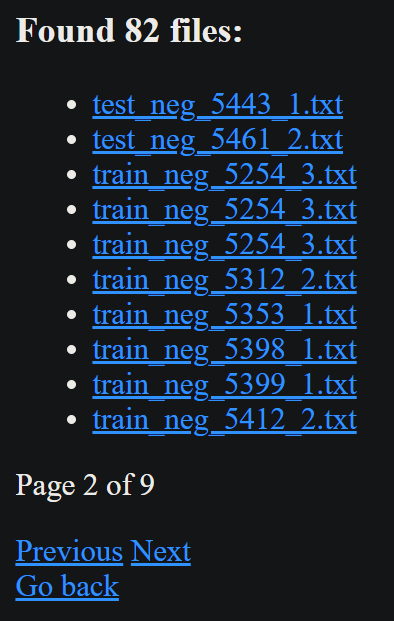 Found 82 files:
test_neg_5443_1.txt
test_neg_5461_2.txt
train_neg_5254_3.txt
train_neg_5254_3.txt
train_neg_5254_3.txt
train_neg_5312_2.txt
train_neg_5353_1.txt
train_neg_5398_1.txt
train_neg_5399_1.txt
train_neg_5412_2.txt
Page 2 of 9
Previous Next
Go back